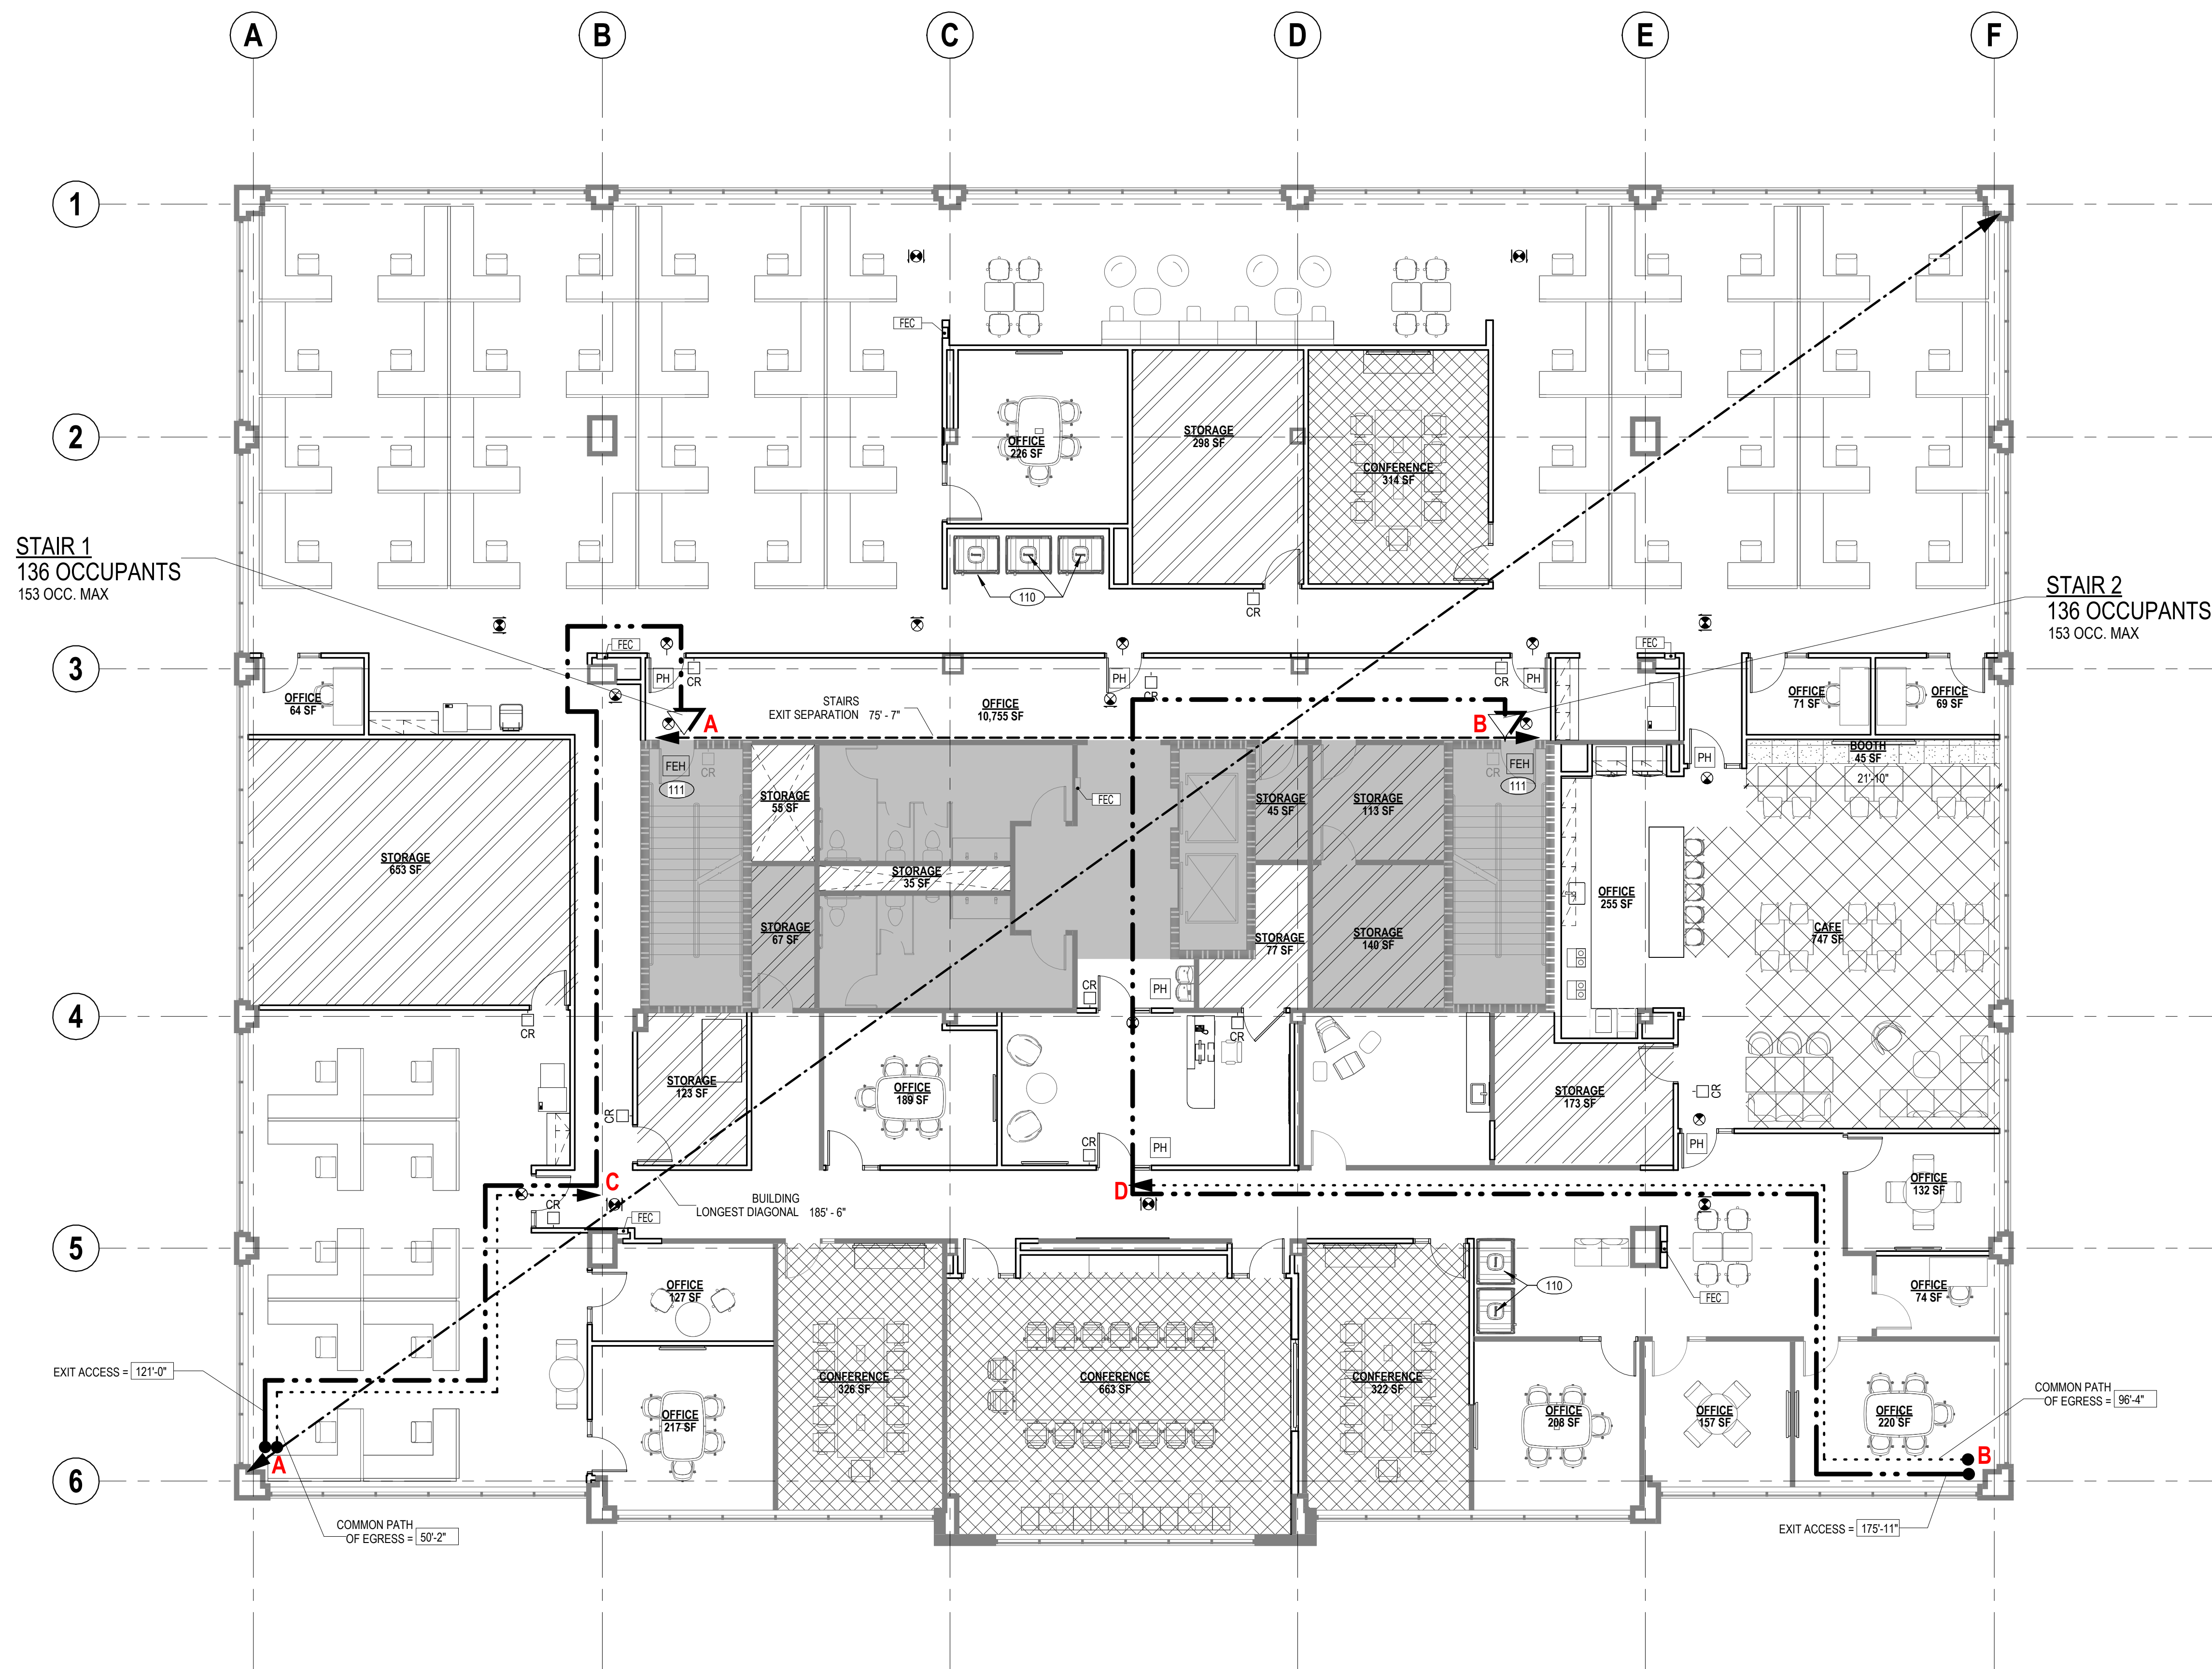 A
B
C
D
E
F
1
2
3
4
5
6
FEC
OFFICE
226 SF
STORAGE
298 SF
CONFERENCE
314 SF
110
CR
STAIR 1
136 OCCUPANTS
153 OCC. MAX
STAIR 2
136 OCCUPANTS
153 OCC. MAX
FEC
FEC
PH
CR
PH
CR
CR
PH
OFFICE
64 SF
STAIRS
EXIT SEPARATION 75' - 7"
OFFICE
10,755 SF
A
B
OFFICE
71 SF
OFFICE
69 SF
FEH
CR
111
CR
FEH
111
PH
BOOTH
45 SF
21'-10"
STORAGE
55 SF
FEC
STORAGE
45 SF
STORAGE
113 SF
STORAGE
653 SF
STORAGE
35 SF
OFFICE
255 SF
STORAGE
67 SF
STORAGE
77 SF
STORAGE
140 SF
CAFE
747 SF
CR
PH
CR
CR
STORAGE
123 SF
CR
OFFICE
189 SF
STORAGE
173 SF
CR
CR
PH
PH
C
D
CR
FEC
BUILDING
LONGEST DIAGONAL 185' - 6"
OFFICE
132 SF
OFFICE
127 SF
110
FEC
OFFICE
74 SF
EXIT ACCESS = 121'-0"
CONFERENCE
326 SF
CONFERENCE
663 SF
CONFERENCE
322 SF
OFFICE
217 SF
OFFICE
208 SF
OFFICE
157 SF
OFFICE
220 SF
COMMON PATH
OF EGRESS = 96'-4"
A
B
COMMON PATH
OF EGRESS = 50'-2"
EXIT ACCESS = 175'-11"